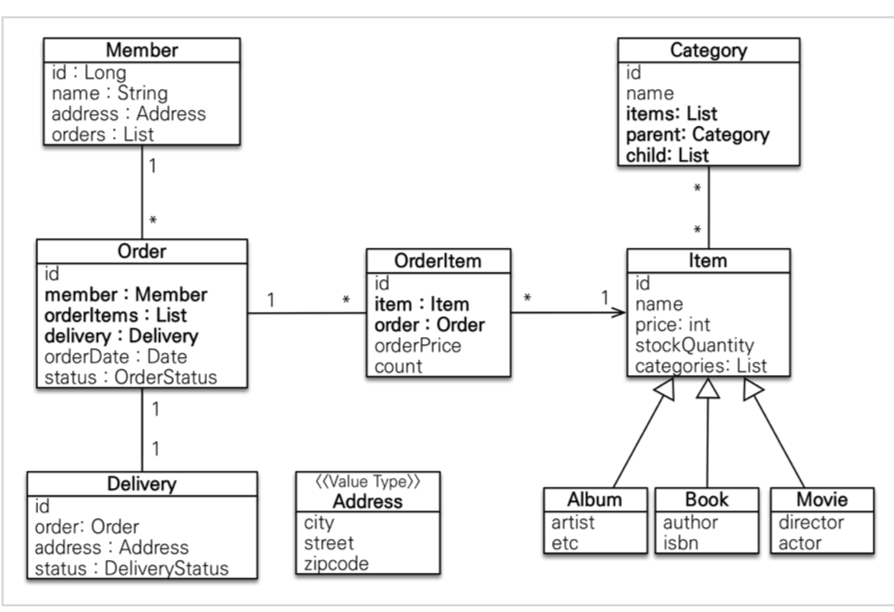 Member
id : Long
name : String
address : Address
orders : List
1
*
Category
id
name
items: List
parent: Category
child: List
*
*
Order
id
member : Member
orderItems : List
delivery : Delivery
orderDate : Date
status : OrderStatus
1
*
OrderItem
id
item : Item
order : Order
orderPrice
count
*
1
Item
id
name
price: int
stockQuantity
categories: List
1
1
Delivery
id
order: Order
address : Address
status : DeliveryStatus
《Value Type》
Address
city
street
zipcode
Album
artist
etc
Book
author
isbn
Movie
director
actor